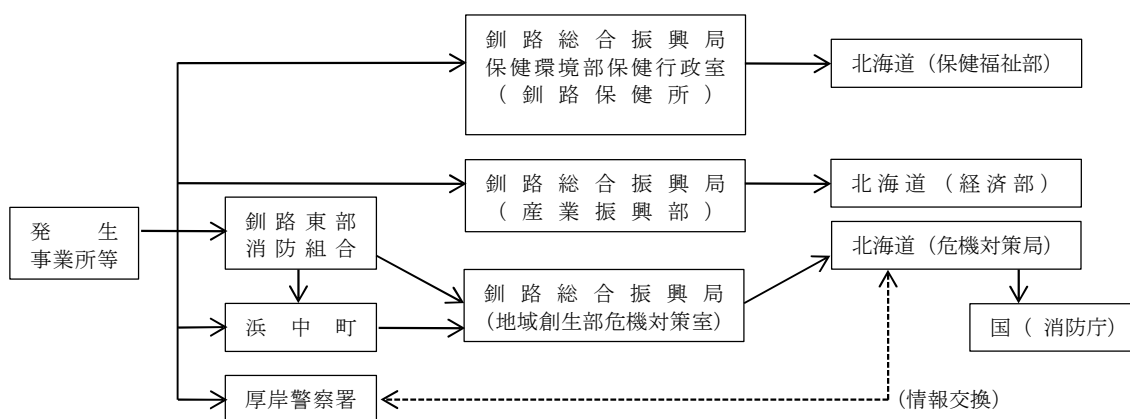 釧路総合振興局
保健環境部保健行政室
(釧路保健所)
北海道(保健福祉部)
釧路総合振興局
(産業振興部)
北海道(経済部)
発生
事業所等
釧路東部
消防組合
北海道(危機対策局)
釧路総合振興局
(地域創生部危機対策室)
浜中町
国(消防庁)
厚岸警察署
(情報交換)